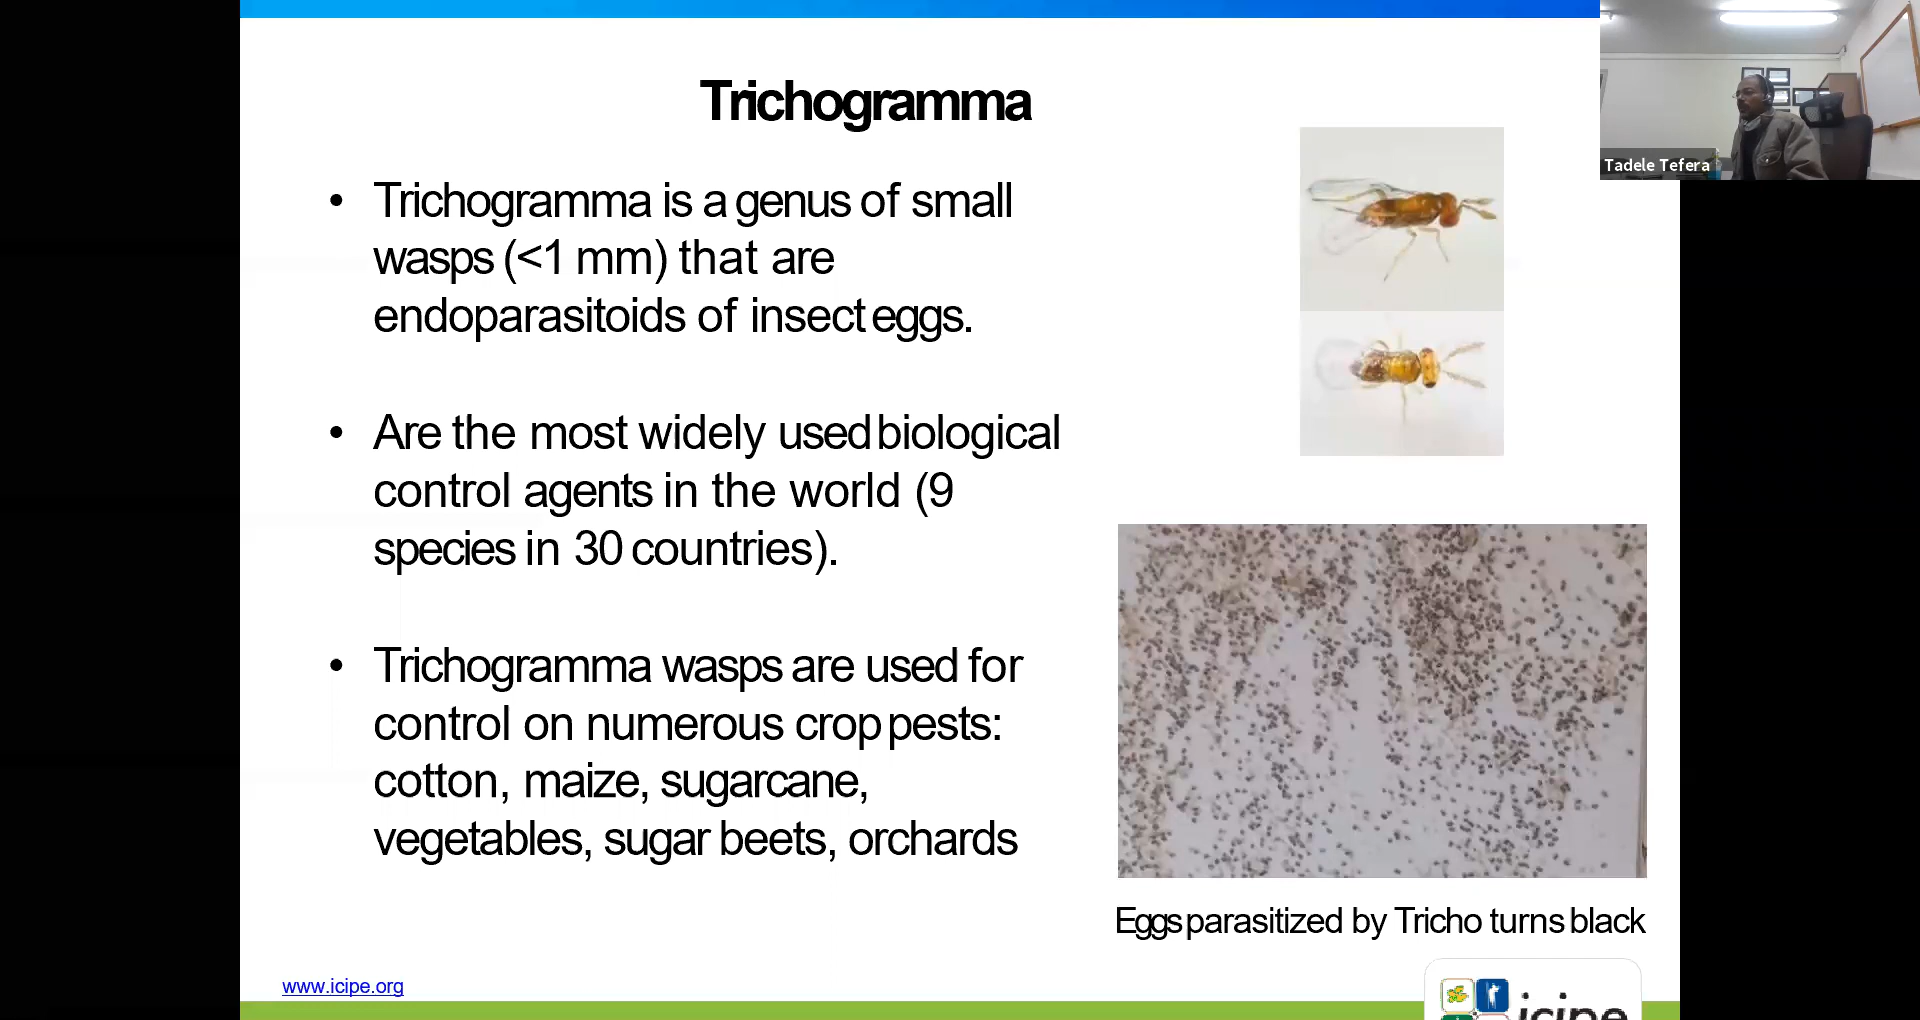 Trichogramma
Tadele Tefera
• Trichogramma is a genus of small
wasps (<1 mm) that are
endoparasitoids of insect eggs.
• Are the most widely used biological
control agents in the world (9
species in 30 countries).
• Trichogramma wasps are used for
control on numerous crop pests:
cotton, maize, sugarcane,
vegetables, sugar beets, orchards
Eggs parasitized by Tricho turns black
www.icipe.org
icipe